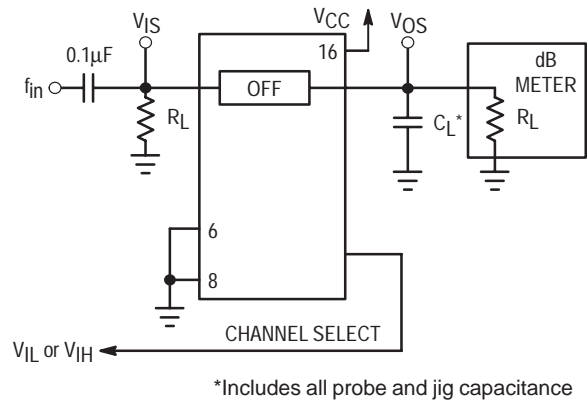 VIS
VCC
VOS
0.1µF
16
dB
METER
fin
OFF
RL
CL*
RL
6
8
CHANNEL SELECT
VIL or VIH
*Includes all probe and jig capacitance